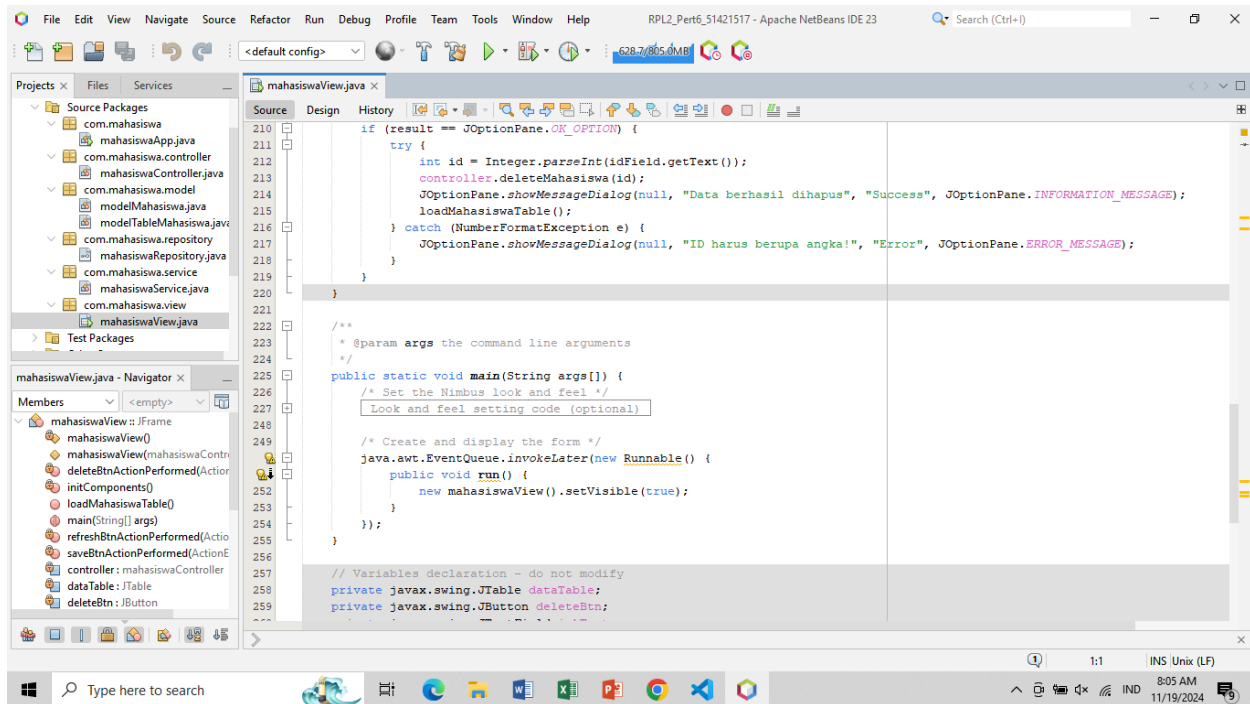 File Edit View Navigate Source Refactor Run Debug Profile Team Tools Window Help RPL2_Pert6_51421517 - Apache NetBeans IDE 23 Search (Ctrl+I)
<default config> 628.7/805.0MB
Projects Files Services
mahasiswaView.java
Source Packages
com.mahasiswa
mahasiswaApp.java
com.mahasiswa.controller
mahasiswaController.java
com.mahasiswa.model
modelMahasiswa.java
modelTableMahasiswa.java
com.mahasiswa.repository
mahasiswaRepository.java
com.mahasiswa.service
mahasiswaService.java
com.mahasiswa.view
mahasiswaView.java
Test Packages
mahasiswaView.java - Navigator
Members <empty>
mahasiswaView :: JFrame
mahasiswaView()
mahasiswaView(mahasiswaContr
deleteBtnActionPerformed(Action
initComponents()
loadMahasiswaTable()
main(String[] args)
refreshBtnActionPerformed(Actio
saveBtnActionPerformed(ActionE
controller : mahasiswaController
dataTable : JTable
deleteBtn : JButton
Source Design History
210 if (result == JOptionPane.OK_OPTION) {
211 try {
212 int id = Integer.parseInt(idField.getText());
213 controller.deleteMahasiswa(id);
214 JOptionPane.showMessageDialog(null, "Data berhasil dihapus", "Success", JOptionPane.INFORMATION_MESSAGE);
215 loadMahasiswaTable();
216 } catch (NumberFormatException e) {
217 JOptionPane.showMessageDialog(null, "ID harus berupa angka!", "Error", JOptionPane.ERROR_MESSAGE);
218 }
219 }
220 }
221
222 /**
223 * @param args the command line arguments
224 */
225 public static void main(String args[]) {
226 /* Set the Nimbus look and feel */
227 Look and feel setting code (optional)
248
249 /* Create and display the form */
java.awt.EventQueue.invokeLater(new Runnable() {
public void run() {
252 new mahasiswaView().setVisible(true);
253 }
254 });
255 }
256
257 // Variables declaration - do not modify
258 private javax.swing.JTable dataTable;
259 private javax.swing.JButton deleteBtn;
1 1:1 INS Unix (LF)
Type here to search
IND 8:05 AM
11/19/2024 9